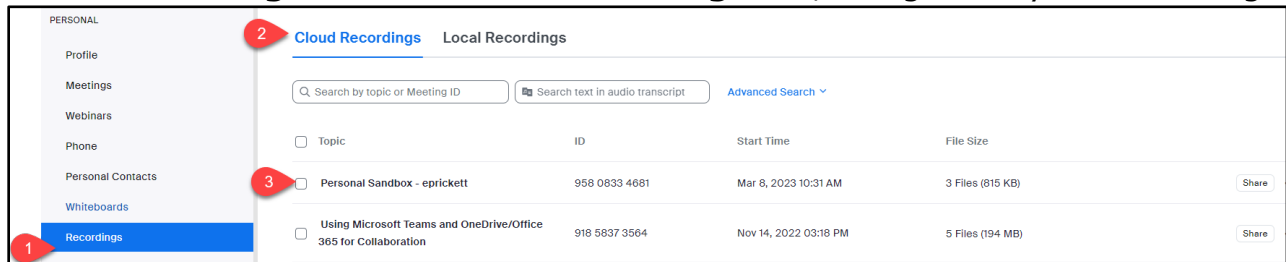 PERSONAL
Profile
Meetings
Webinars
Phone
Personal Contacts
Whiteboards
1 Recordings
2 Cloud Recordings Local Recordings
Search by topic or Meeting ID Search text in audio transcript Advanced Search
Topic ID Start Time File Size
3 Personal Sandbox - eprickett 958 0833 4681 Mar 8, 2023 10:31 AM 3 Files (815 KB) Share
Using Microsoft Teams and OneDrive/Office
365 for Collaboration 918 5837 3564 Nov 14, 2022 03:18 PM 5 Files (194 MB) Share